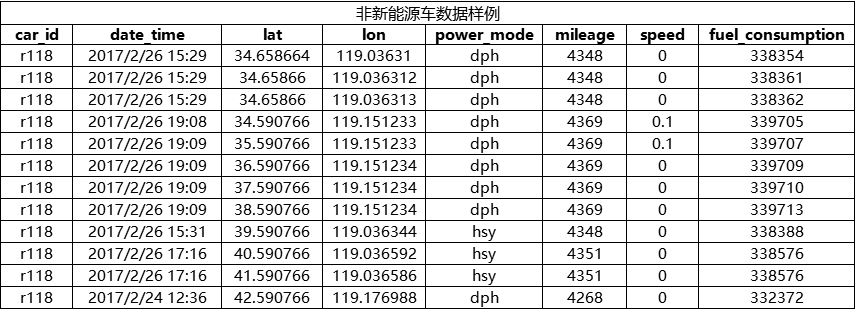 非新能源车数据样例
car_id date_time lat lon power_mode mileage speed fuel_consumption
r118 2017/2/26 15:29 34.658664 119.03631 dph 4348 0 338354
r118 2017/2/26 15:29 34.65866 119.036312 dph 4348 0 338361
r118 2017/2/26 15:29 34.65866 119.036313 dph 4348 0 338362
r118 2017/2/26 19:08 34.590766 119.151233 dph 4369 0.1 339705
r118 2017/2/26 19:09 35.590766 119.151233 dph 4369 0.1 339707
r118 2017/2/26 19:09 36.590766 119.151234 dph 4369 0 339709
r118 2017/2/26 19:09 37.590766 119.151234 dph 4369 0 339710
r118 2017/2/26 19:09 38.590766 119.151234 dph 4369 0 339713
r118 2017/2/26 15:31 39.590766 119.036344 hsy 4348 0 338388
r118 2017/2/26 17:16 40.590766 119.036592 hsy 4351 0 338576
r118 2017/2/26 17:16 41.590766 119.036586 hsy 4351 0 338576
r118 2017/2/24 12:36 42.590766 119.176988 dph 4268 0 332372